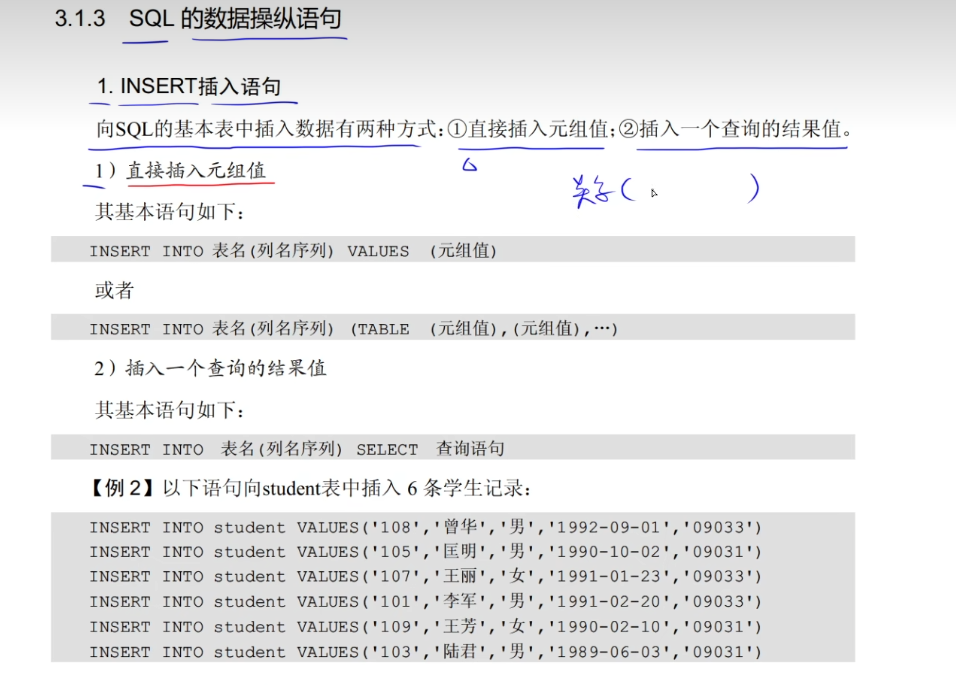 3.1.3 SQL 的数据操纵语句
1. INSERT插入语句
向SQL的基本表中插入数据有两种方式：①直接插入元组值；②插入一个查询的结果值。
1）直接插入元组值
其基本语句如下：
INSERT INTO 表名(列名序列) VALUES (元组值)
或者
INSERT INTO 表名(列名序列) (TABLE (元组值),(元组值),…)
2）插入一个查询的结果值
其基本语句如下：
INSERT INTO 表名(列名序列) SELECT 查询语句
【例 2】以下语句向student表中插入 6 条学生记录：
INSERT INTO student VALUES('108','曾华','男','1992-09-01','09033')
INSERT INTO student VALUES('105','匡明','男','1990-10-02','09031')
INSERT INTO student VALUES('107','王丽','女','1991-01-23','09033')
INSERT INTO student VALUES('101','李军','男','1991-02-20','09033')
INSERT INTO student VALUES('109','王芳','女','1990-02-10','09031')
INSERT INTO student VALUES('103','陆君','男','1989-06-03','09031')